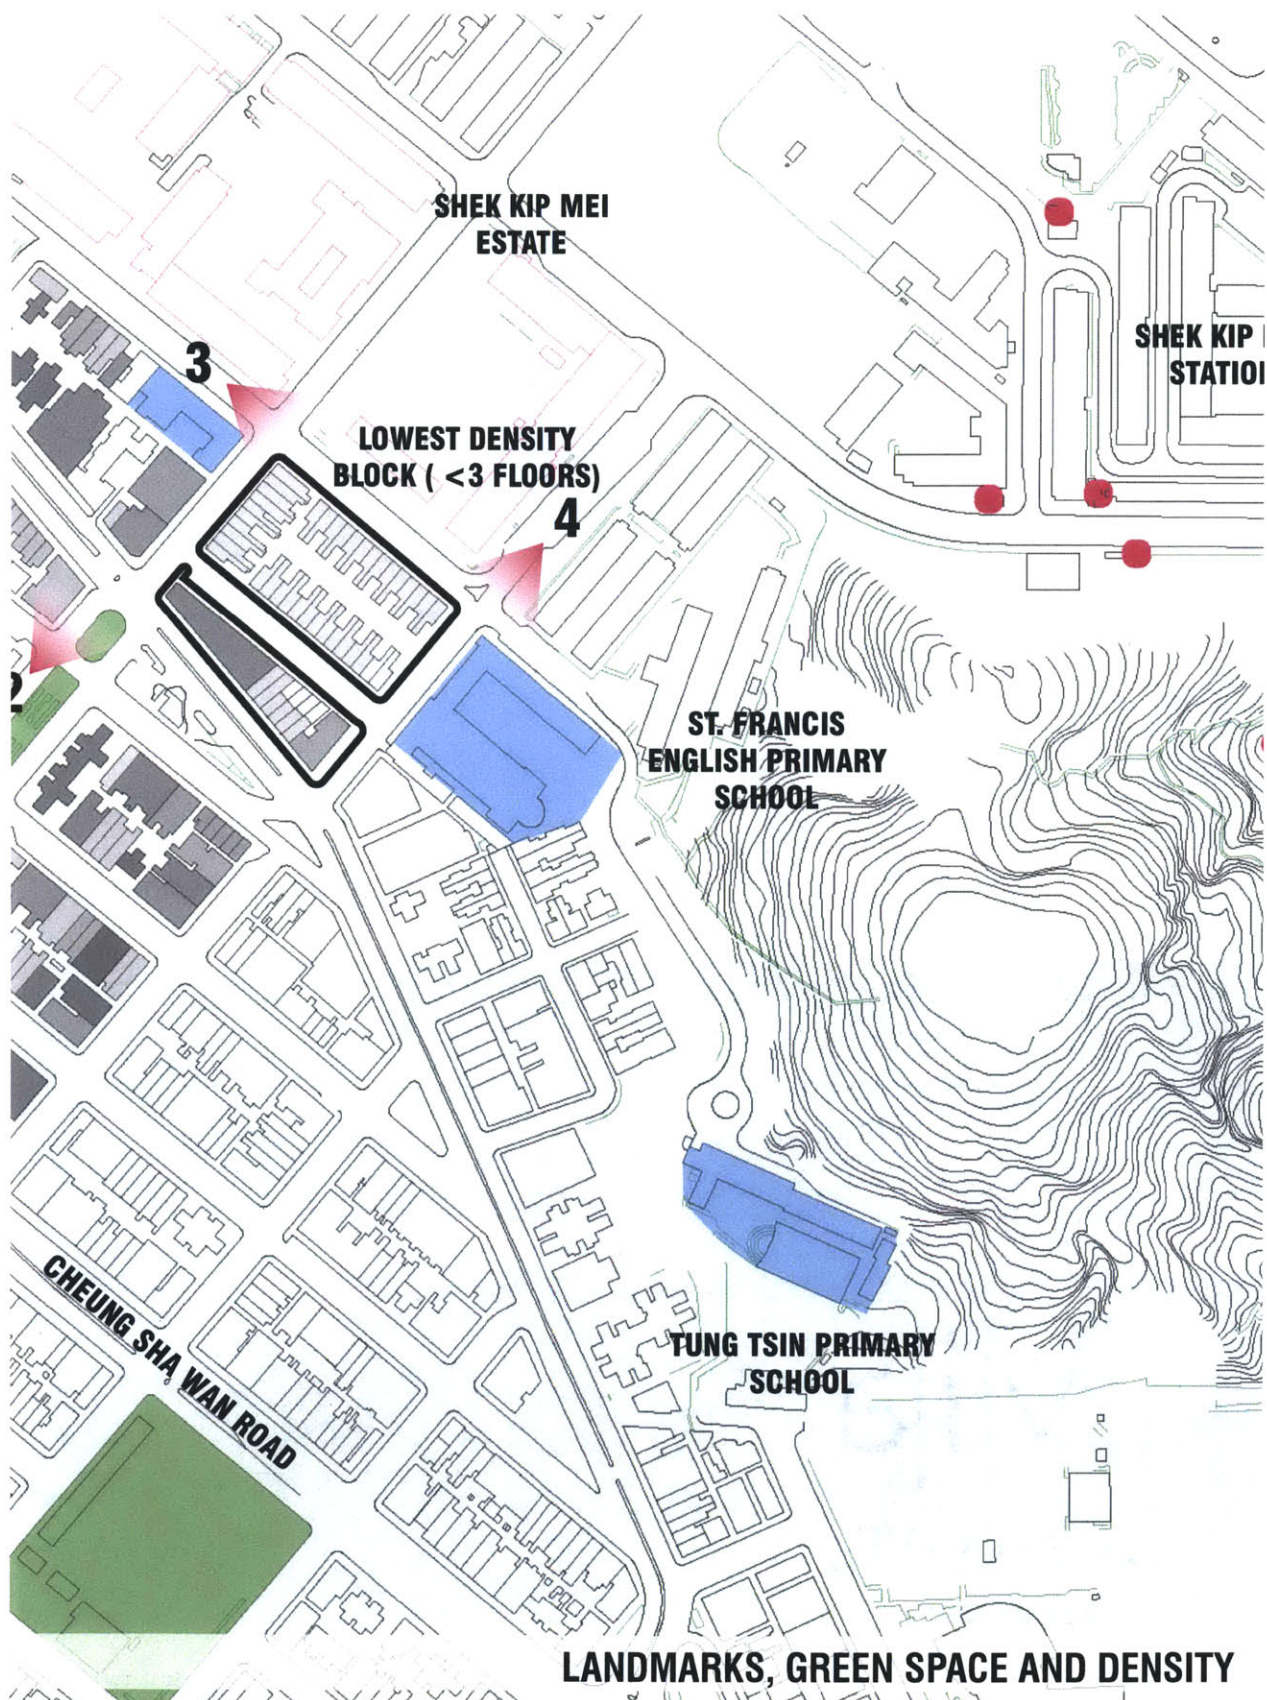 SHEK KIP MEI
ESTATE
SHEK KIP
STATIO
3
LOWEST DENSITY
BLOCK ( <3 FLOORS)
4
2
ST. FRANCIS
ENGLISH PRIMARY
SCHOOL
TUNG TSIN PRIMARY
SCHOOL
CHEUNG SHA WAN ROAD
LANDMARKS, GREEN SPACE AND DENSITY